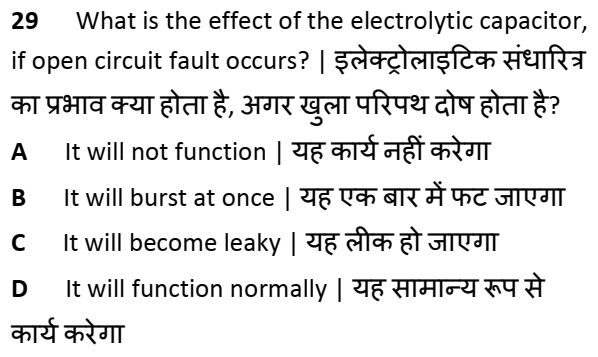 29 What is the effect of the electrolytic capacitor,
if open circuit fault occurs? | इलेक्ट्रोलाइटिक संधारित्र
का प्रभाव क्या होता है, अगर खुला परिपथ दोष होता है?
A It will not function | यह कार्य नहीं करेगा
B It will burst at once | यह एक बार में फट जाएगा
C It will become leaky | यह लीक हो जाएगा
D It will function normally | यह सामान्य रूप से
कार्य करेगा